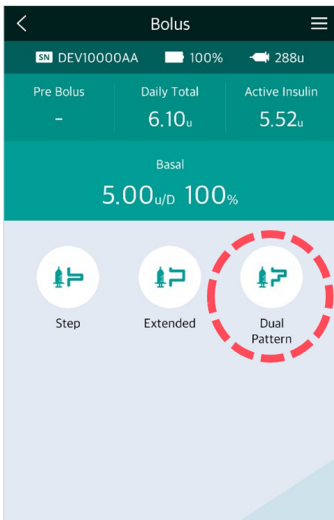 Bolus
SN DEV10000AA 100% 288u
Pre Bolus Daily Total Active Insulin
- 6.10u 5.52u
Basal
5.00u/D 100%
Step Extended Dual
Pattern